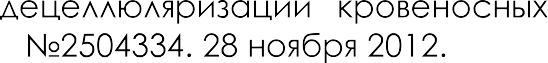 децеллюляризации кровеносных
№2504334. 28 ноября 2012.